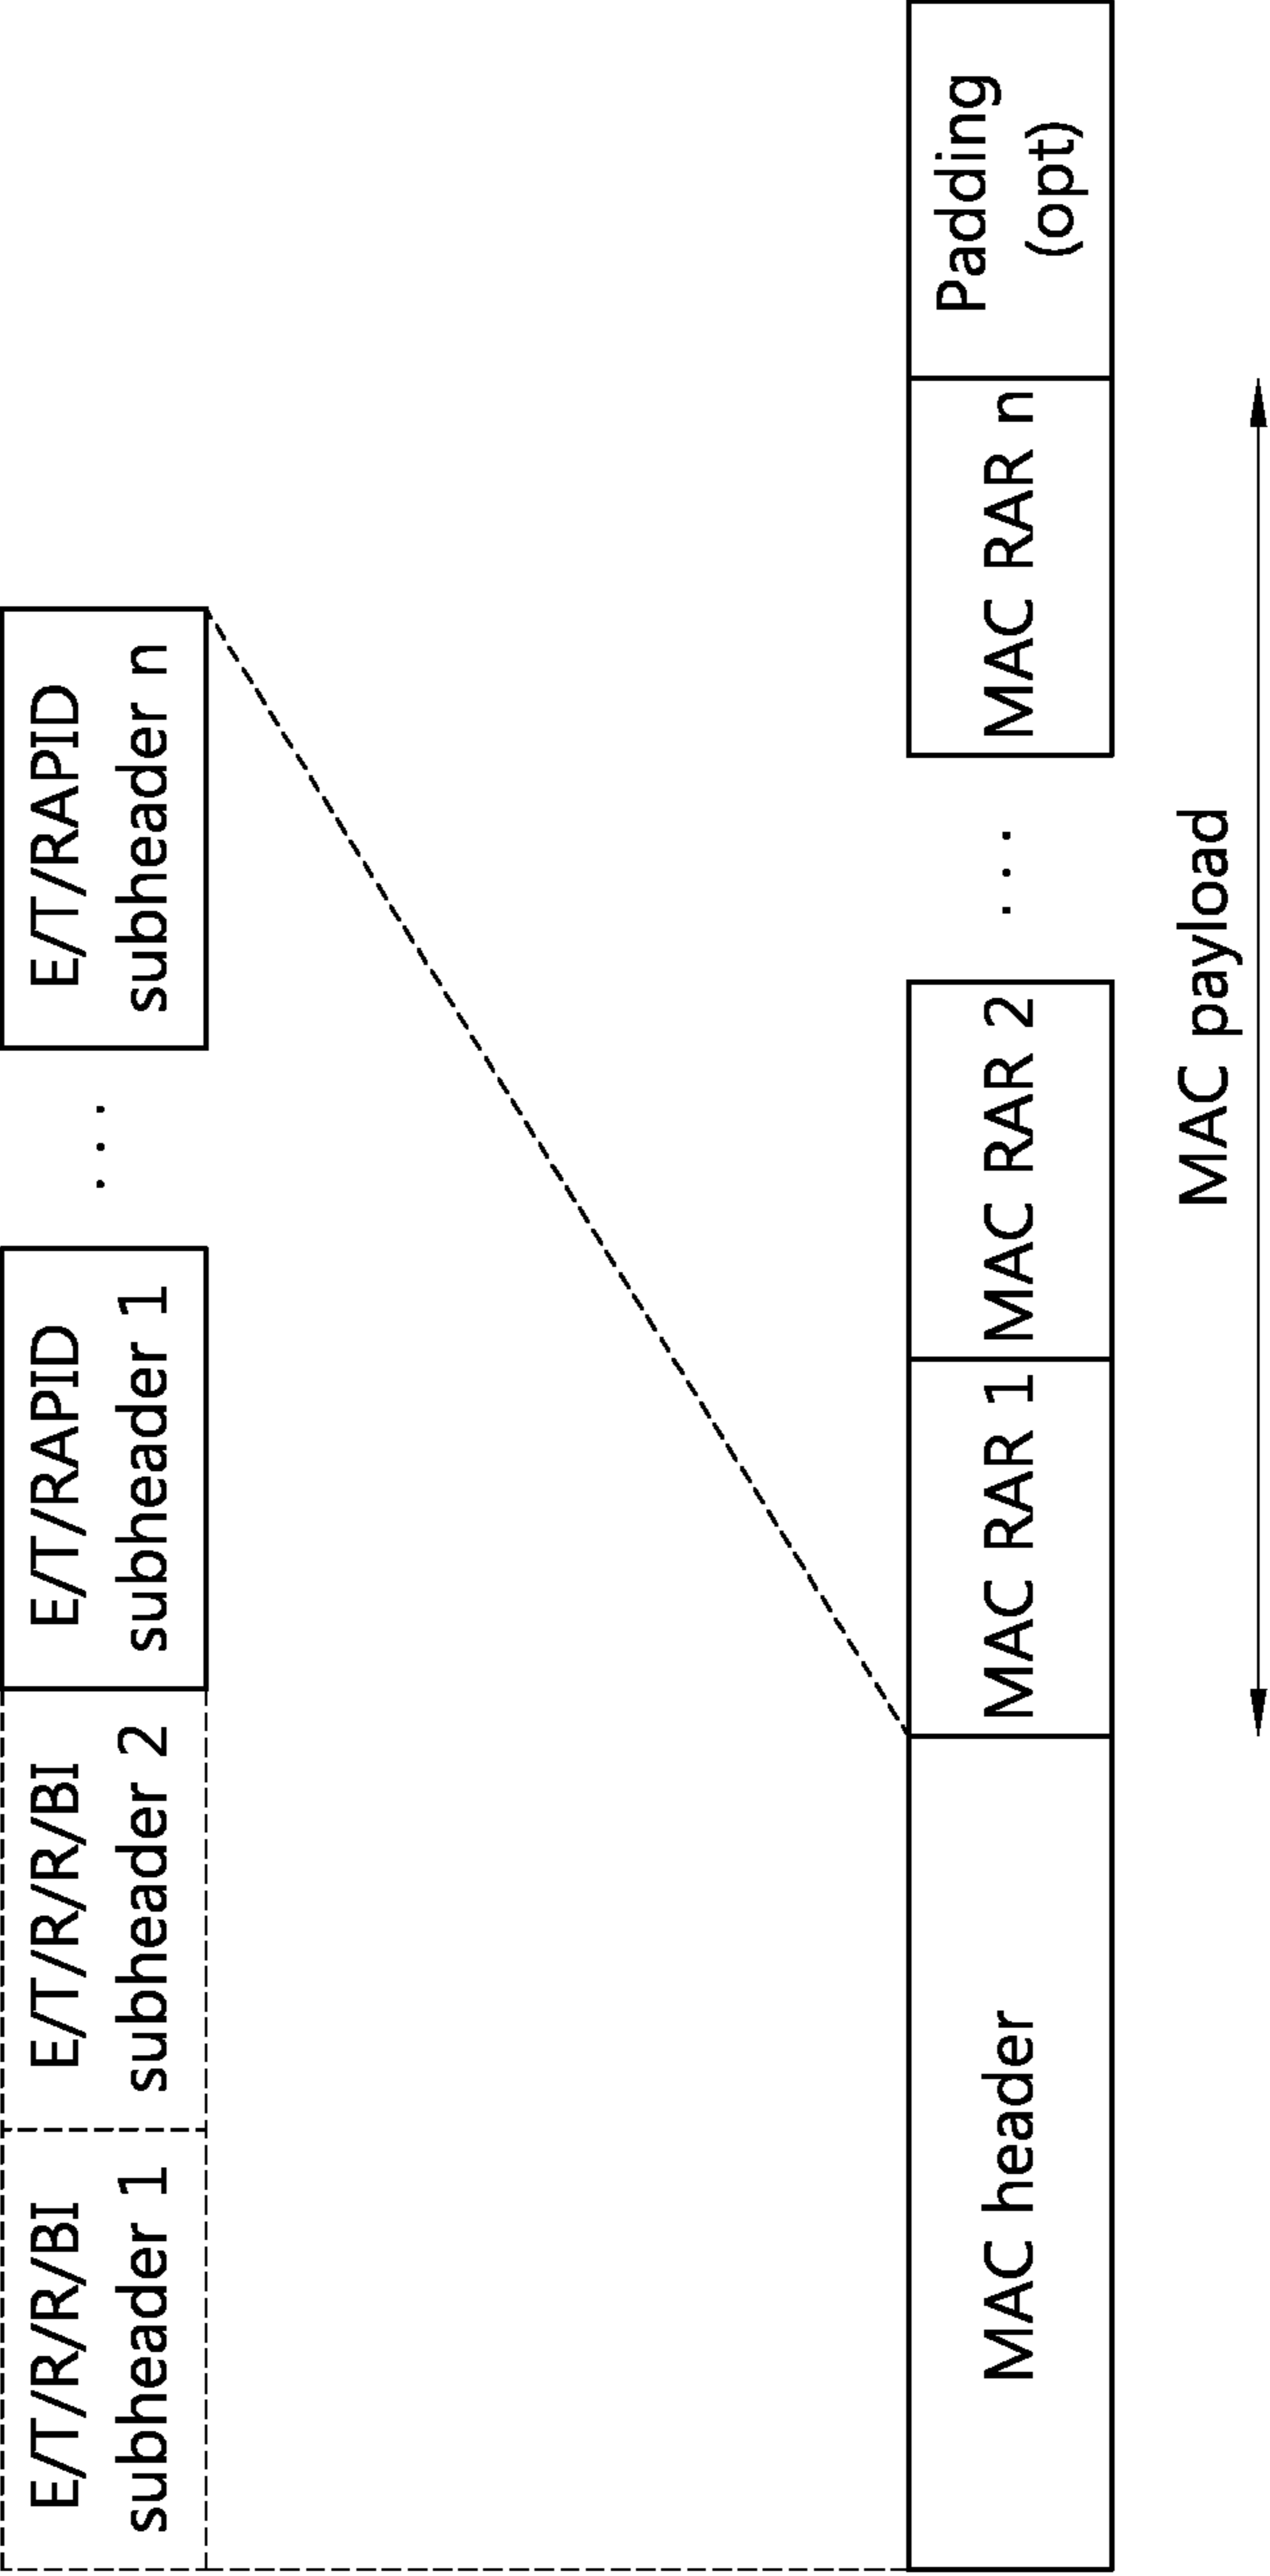 E/T/R/R/BI
subheader 1
E/T/R/R/BI
subheader 2
E/T/RAPID
subheader 1
...
E/T/RAPID
subheader n
MAC header
MAC RAR 1
MAC RAR 2
...
MAC RAR n
Padding
(opt)
MAC payload